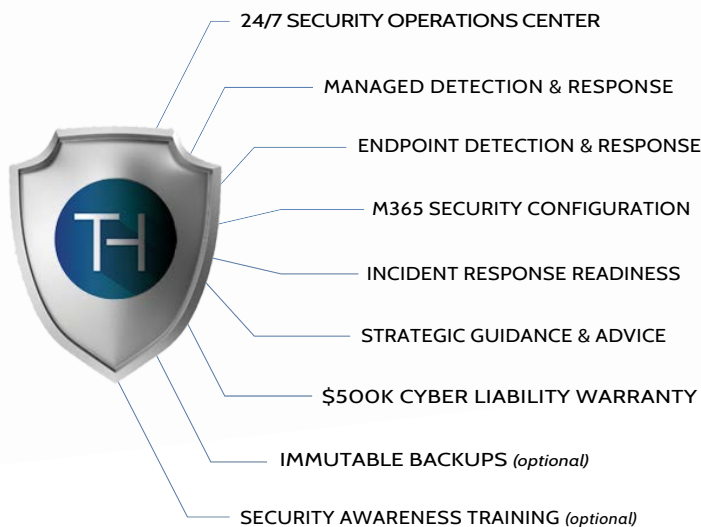 24/7 SECURITY OPERATIONS CENTER
MANAGED DETECTION & RESPONSE
ENDPOINT DETECTION & RESPONSE
M365 SECURITY CONFIGURATION
TH
INCIDENT RESPONSE READINESS
STRATEGIC GUIDANCE & ADVICE
$500K CYBER LIABILITY WARRANTY
IMMUTABLE BACKUPS (optional)
SECURITY AWARENESS TRAINING (optional)